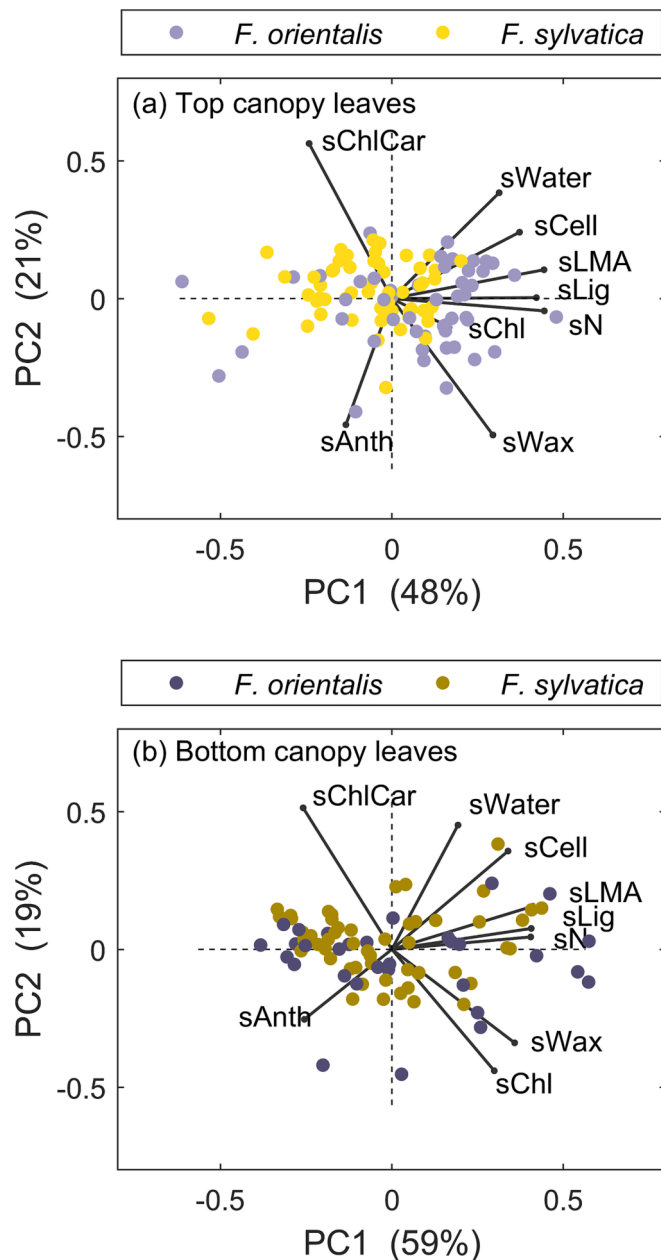 F. orientalis F. sylvatica
(a) Top canopy leaves
sChlCar
sWater
sCell
sLMA
sLig
sN
sChl
sAnth
sWax
0.5
0
-0.5
PC2 (21%)
-0.5 0 0.5
PC1 (48%)
F. orientalis F. sylvatica
(b) Bottom canopy leaves
sChlCar
sWater
sCell
sLMA
sLig
sN
sAnth
sWax
sChl
0.5
0
-0.5
PC2 (19%)
-0.5 0 0.5
PC1 (59%)